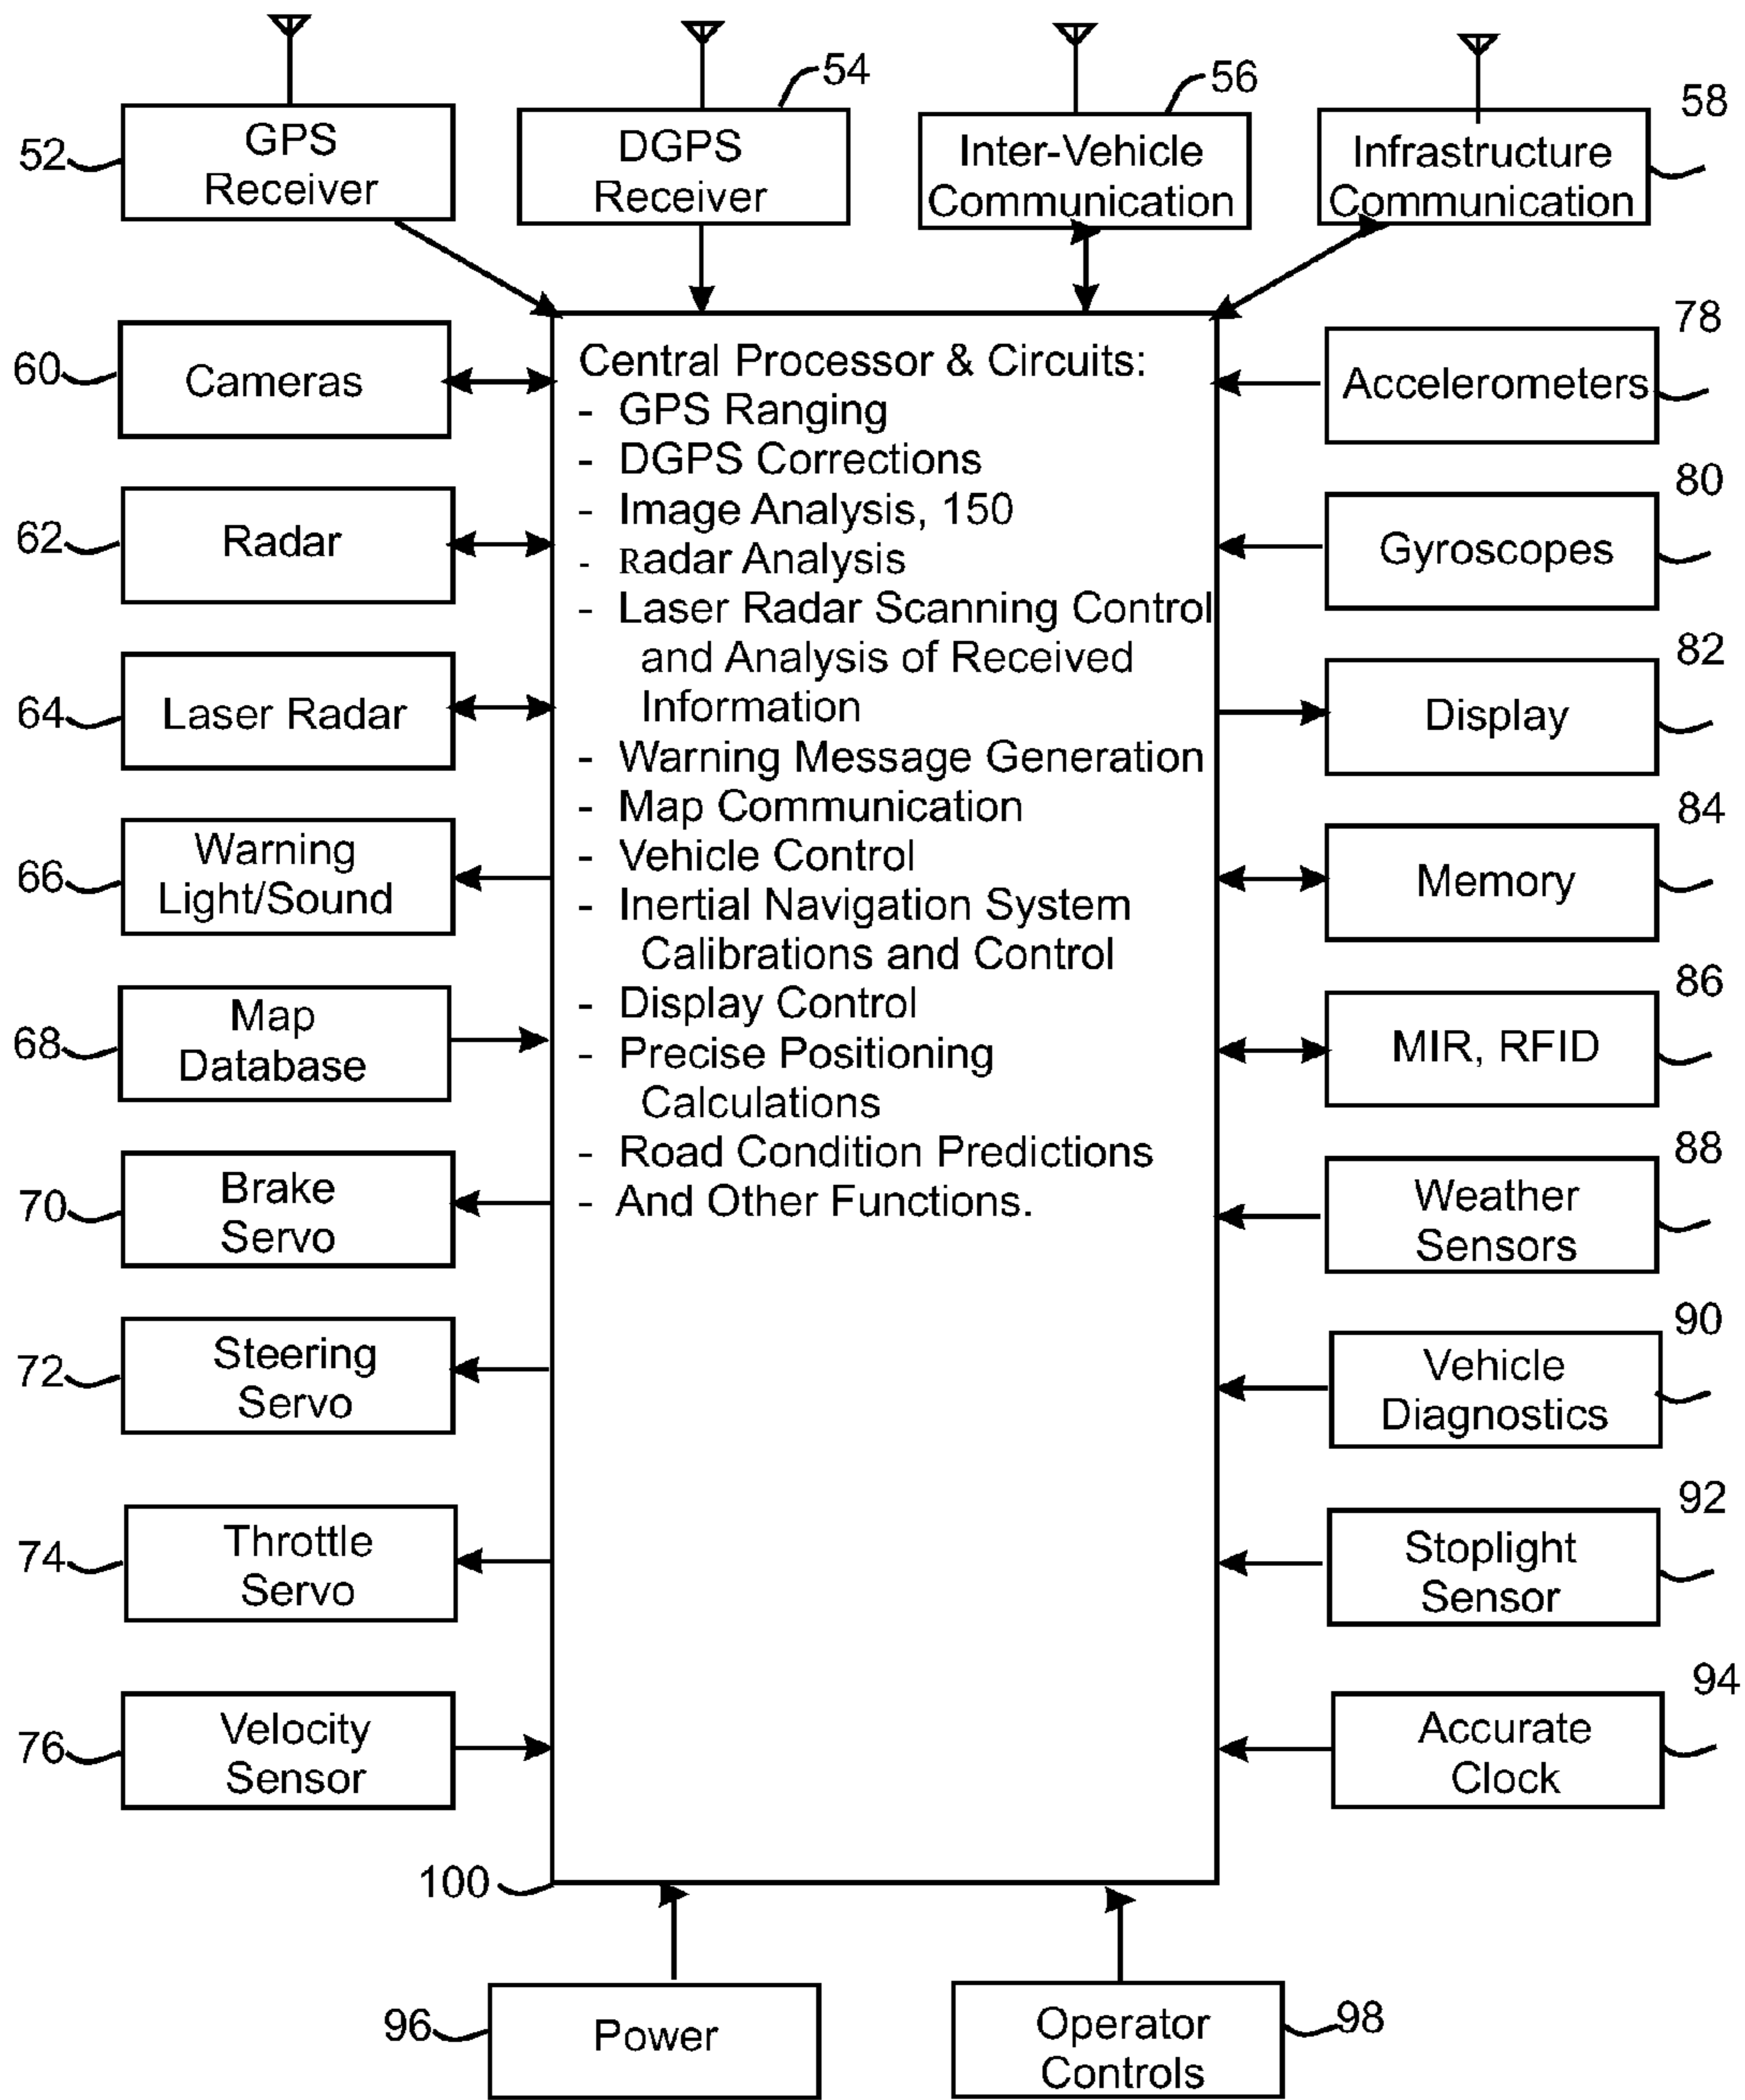 54
56
58
GPS
Receiver
52
DGPS
Receiver
Inter-Vehicle
Communication
Infrastructure
Communication
60
Cameras
62
Radar
64
Laser Radar
66
Warning
Light/Sound
68
Map
Database
70
Brake
Servo
72
Steering
Servo
74
Throttle
Servo
76
Velocity
Sensor
Central Processor & Circuits:
- GPS Ranging
- DGPS Corrections
- Image Analysis, 150
- Radar Analysis
- Laser Radar Scanning Control
and Analysis of Received
Information
- Warning Message Generation
- Map Communication
- Vehicle Control
- Inertial Navigation System
Calibrations and Control
- Display Control
- Precise Positioning
Calculations
- Road Condition Predictions
- And Other Functions.
100
78
Accelerometers
80
Gyroscopes
82
Display
84
Memory
86
MIR, RFID
88
Weather
Sensors
90
Vehicle
Diagnostics
92
Stoplight
Sensor
94
Accurate
Clock
96
Power
Operator
Controls
98